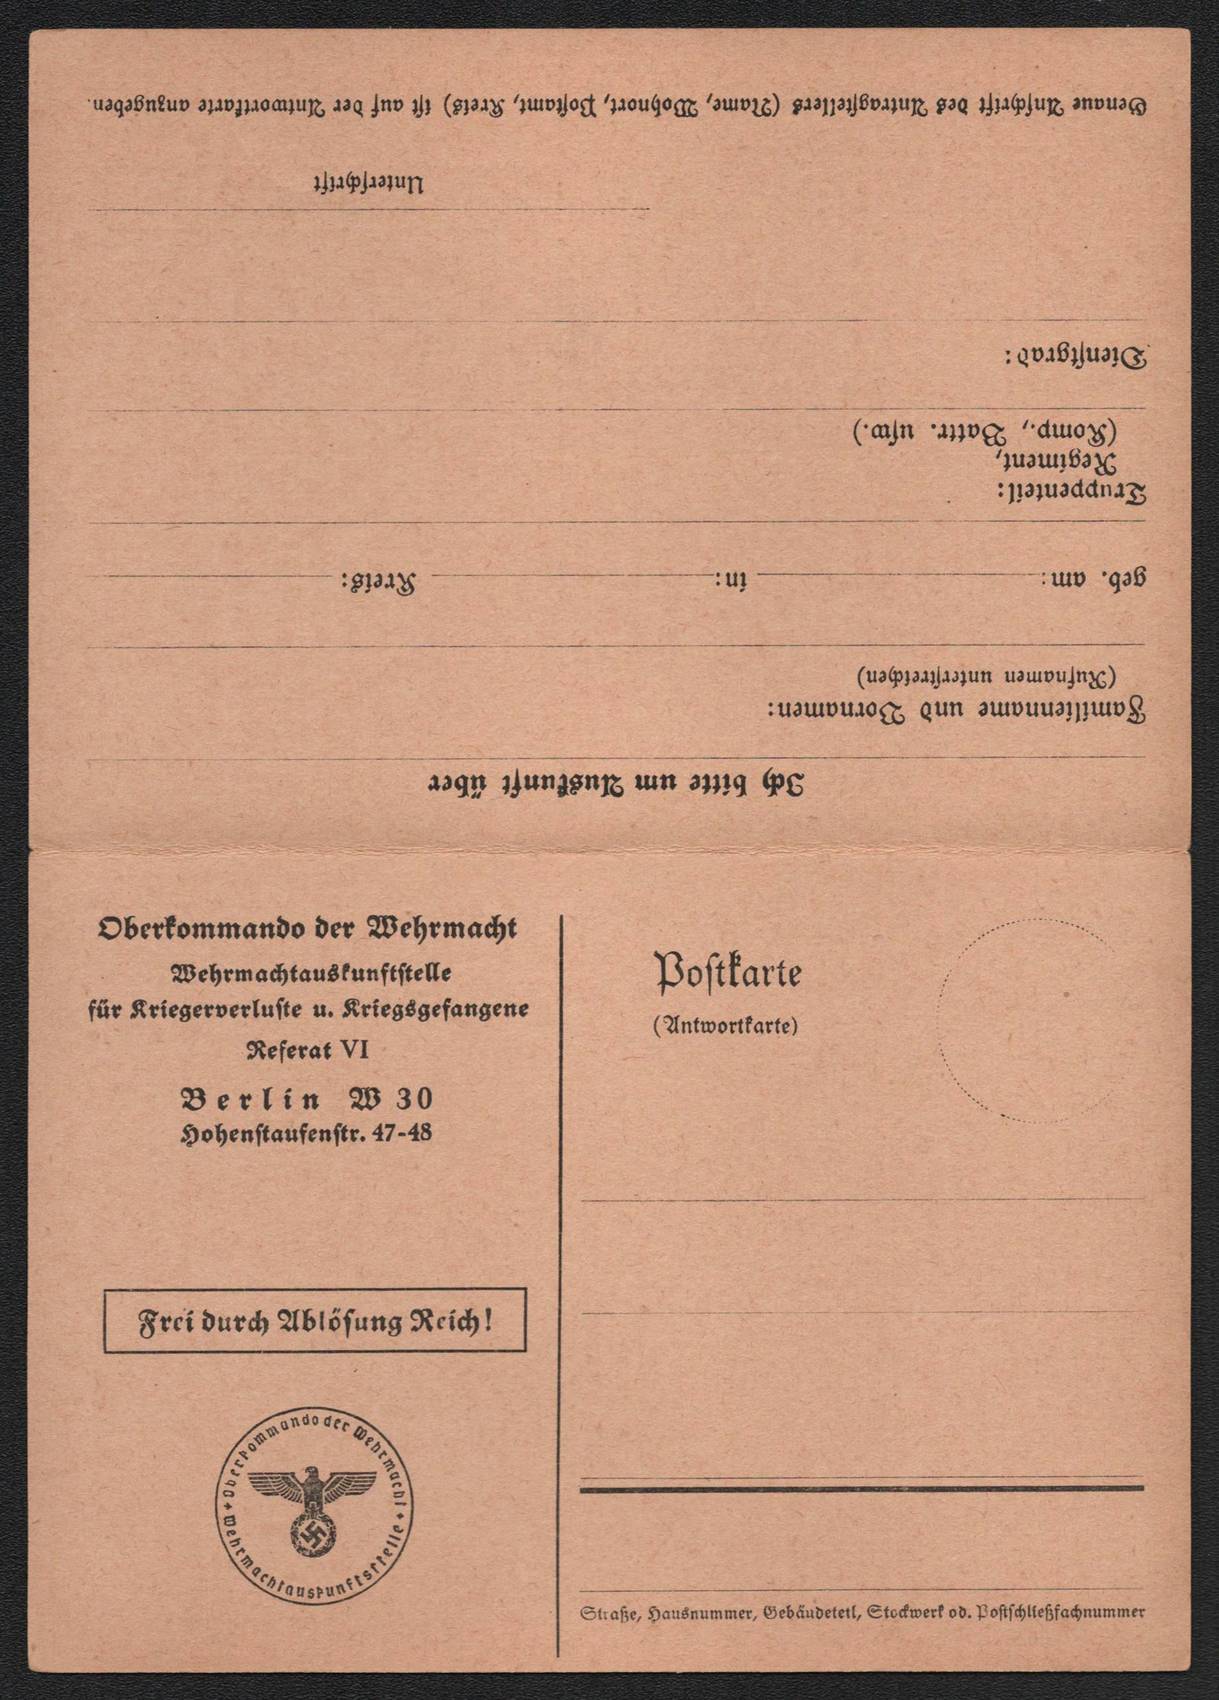 Ich bitte um Auskunft über
Familienname und Vornamen:
(Rufnamen unterstreichen)
geb. am: in: Kreis:
Truppenteil:
Regiment,
(Komp., Battr. usw.)
Dienstgrad:
Unterschrift
Genaue Anschrift des Antragstellers (Name, Wohnort, Postamt, Kreis) ist auf der Antwortkarte anzugeben.
Oberkommando der Wehrmacht
Wehrmachtauskunftstelle
für Kriegerverluste u. Kriegsgefangene
Referat VI
Berlin W 30
Hohenstaufenstr. 47-48
Frei durch Ablösung Reich!
Oberkommando der Wehrmacht
Wehrmachtauskunftstelle
Postkarte
(Antwortkarte)
Straße, Hausnummer, Gebäudeteil, Stockwerk od. Postschließfachnummer